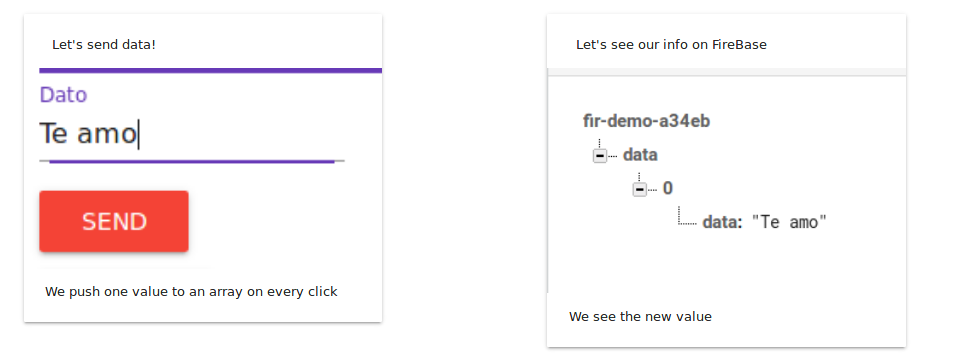 Let's send data!
Dato
Te amo
SEND
We push one value to an array on every click
Let's see our info on FireBase
fir-demo-a34eb
data
0
data: "Te amo"
We see the new value